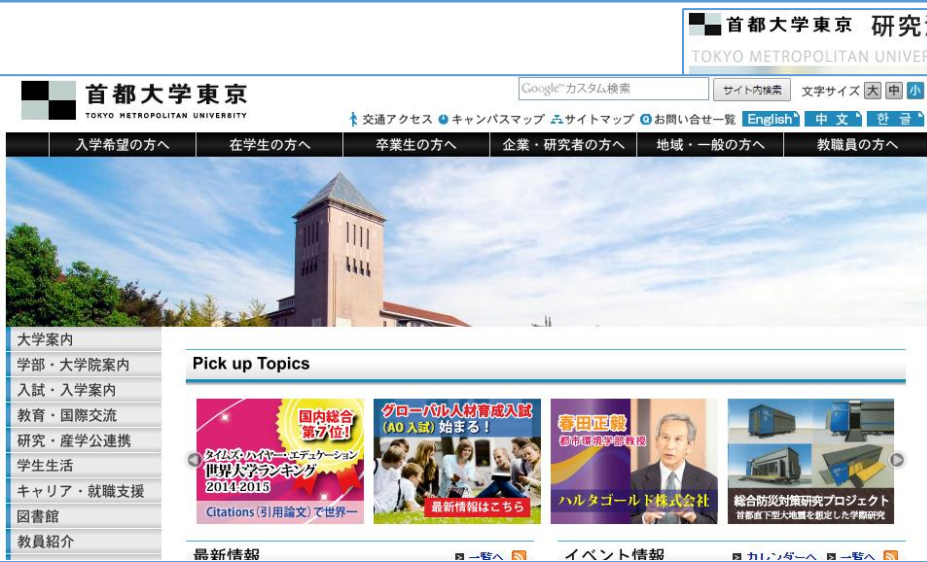 首都大学東京 研究
TOKYO METROPOLITAN UNIVER
首都大学東京
TOKYO METROPOLITAN UNIVERSITY
Google カスタム検索
サイト内検索
文字サイズ 大 中 小
交通アクセス キャンパスマップ サイトマップ お問い合せ一覧 English 中文 한글
入学希望の方へ 在学生の方へ 卒業生の方へ 企業・研究者の方へ 地域・一般の方へ 教職員の方へ
大学案内
学部・大学院案内
入試・入学案内
教育・国際交流
研究・産学公連携
学生生活
キャリア・就職支援
図書館
教員紹介
Pick up Topics
国内総合
第7位!
タイムズ・ハイヤー・エデュケーション
世界大学ランキング
2014-2015
Citations(引用論文)で世界一
グローバル人材育成入試
(AO入試)始まる!
最新情報はこちら
春田正毅
都市環境学部教授
ハルタゴールド株式会社
総合防災対策研究プロジェクト
首都直下型大地震を想定した学際研究
最新情報 一覧へ
イベント情報 カレンダーへ 一覧へ